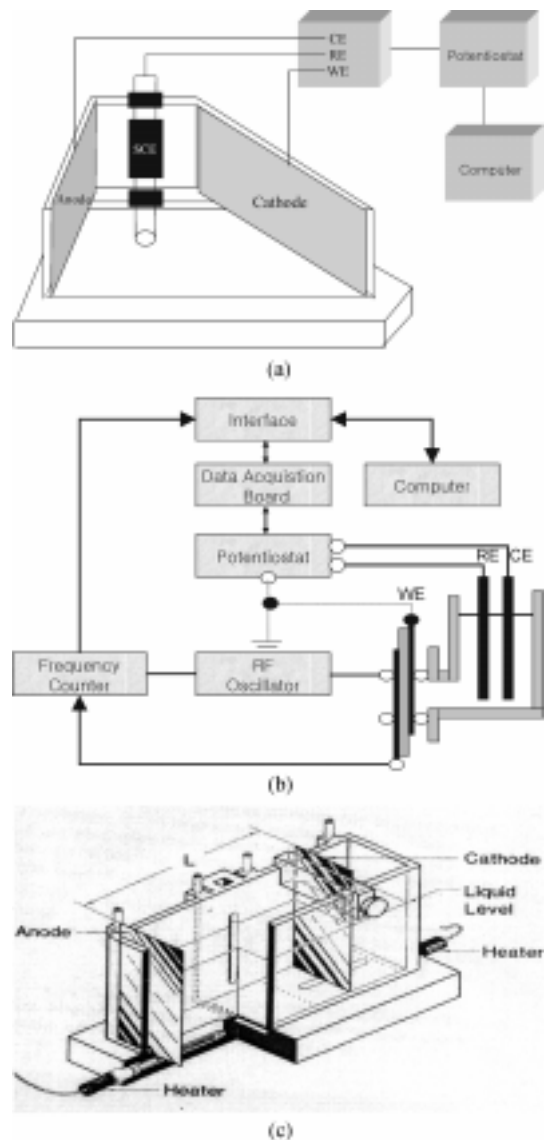 CE
RE
WE
Potentiostat
Computer
SCE
Anode
Cathode
(a)
Interface
Data Acquistion
Board
Computer
Potentiostat
RE CE
WE
Frequency
Counter
RF
Oscillator
(b)
L
Cathode
Liquid
Level
Anode
Heater
Heater
(c)